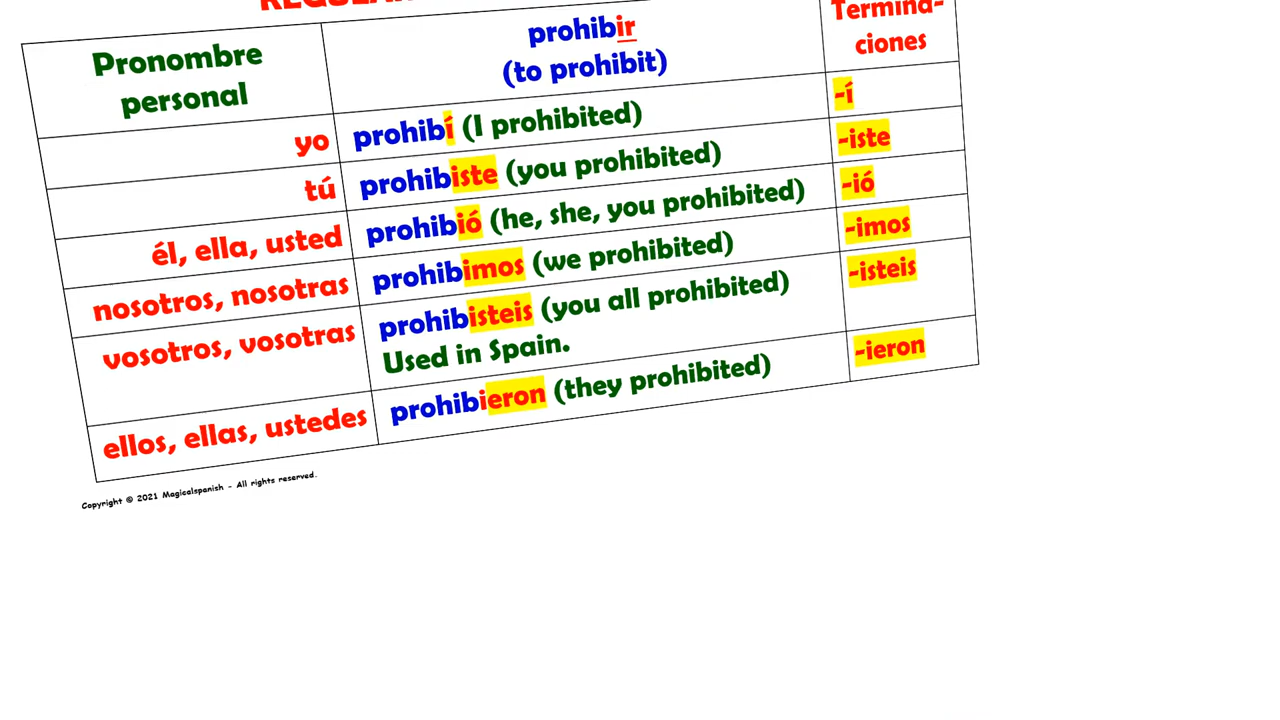 Pronombre
personal
prohibir
(to prohibit)
Termina-
ciones
yo
prohibí (I prohibited)
-í
tú
prohibiste (you prohibited)
-iste
él, ella, usted
prohibió (he, she, you prohibited)
-ió
nosotros, nosotras
prohibimos (we prohibited)
-imos
vosotros, vosotras
prohibisteis (you all prohibited)
Used in Spain.
-isteis
ellos, ellas, ustedes
prohibieron (they prohibited)
-ieron
Copyright © 2021 Magicalspanish - All rights reserved.